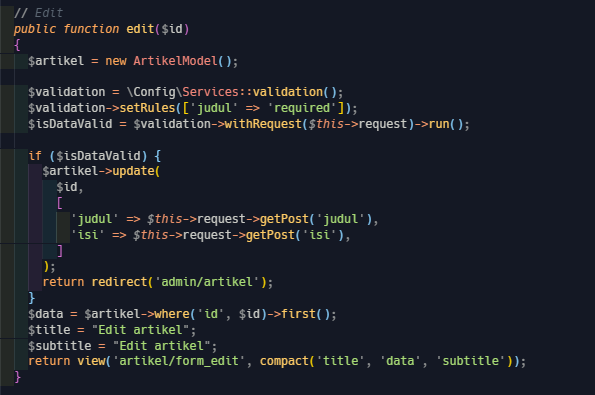 // Edit
public function edit($id)
{
$artikel = new ArtikelModel();
$validation = \Config\Services::validation();
$validation->setRules(['judul' => 'required']);
$isDataValid = $validation->withRequest($this->request)->run();
if ($isDataValid) {
$artikel->update(
$id,
[
'judul' => $this->request->getPost('judul'),
'isi' => $this->request->getPost('isi'),
]
);
return redirect('admin/artikel');
}
$data = $artikel->where('id', $id)->first();
$title = "Edit artikel";
$subtitle = "Edit artikel";
return view('artikel/form_edit', compact('title', 'data', 'subtitle'));
}